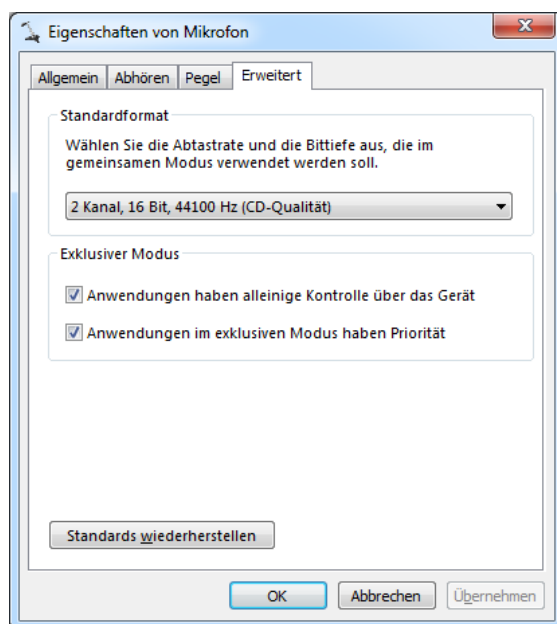 Eigenschaften von Mikrofon
Allgemein Abhören Pegel Erweitert
Standardformat
Wählen Sie die Abtastrate und die Bittiefe aus, die im
gemeinsamen Modus verwendet werden soll.
2 Kanal, 16 Bit, 44100 Hz (CD-Qualität)
Exklusiver Modus
Anwendungen haben alleinige Kontrolle über das Gerät
Anwendungen im exklusiven Modus haben Priorität
Standards wiederherstellen
OK Abbrechen Übernehmen